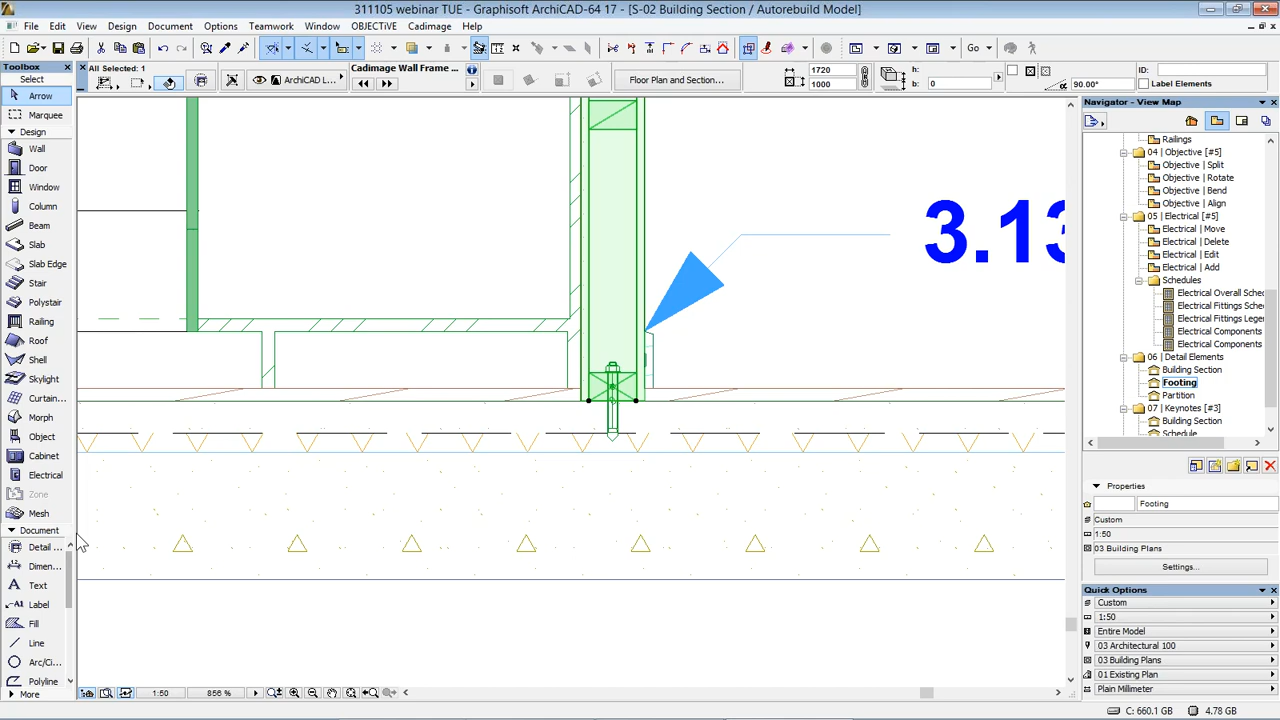 311105 webinar TUE - Graphisoft ArchiCAD-64 17 - [S-02 Building Section / Autorebuild Model]
File Edit View Design Document Options Teamwork Window OBJECTiVE Cadimage Help
Go
Toolbox
Select
Arrow
Marquee
Design
Wall
Door
Window
Column
Beam
Slab
Slab Edge
Stair
Polystair
Railing
Roof
Shell
Skylight
Curtain...
Morph
Object
Cabinet
Electrical
Zone
Mesh
Document
Detail ...
Dimen...
Text
Label
Fill
Line
Arc/Ci...
Polyline
More
All Selected: 1
ArchiCAD L...
Cadimage Wall Frame ...
Floor Plan and Section...
1720
1000
h:
b: 0
90.00°
ID:
Label Elements
3.13
1:50
856 %
Navigator - View Map
Railings
04 | Objective [#5]
Objective | Split
Objective | Rotate
Objective | Bend
Objective | Align
05 | Electrical [#5]
Electrical | Move
Electrical | Delete
Electrical | Edit
Electrical | Add
Schedules
Electrical Overall Sche
Electrical Fittings Sche
Electrical Fittings Lege
Electrical Components
Electrical Components
06 | Detail Elements
Building Section
Footing
Partition
07 | Keynotes [#3]
Building Section
Schedule
Properties
Footing
Custom
1:50
03 Building Plans
Settings...
Quick Options
Custom
1:50
Entire Model
03 Architectural 100
03 Building Plans
01 Existing Plan
Plain Millimeter
C: 660.1 GB
4.78 GB